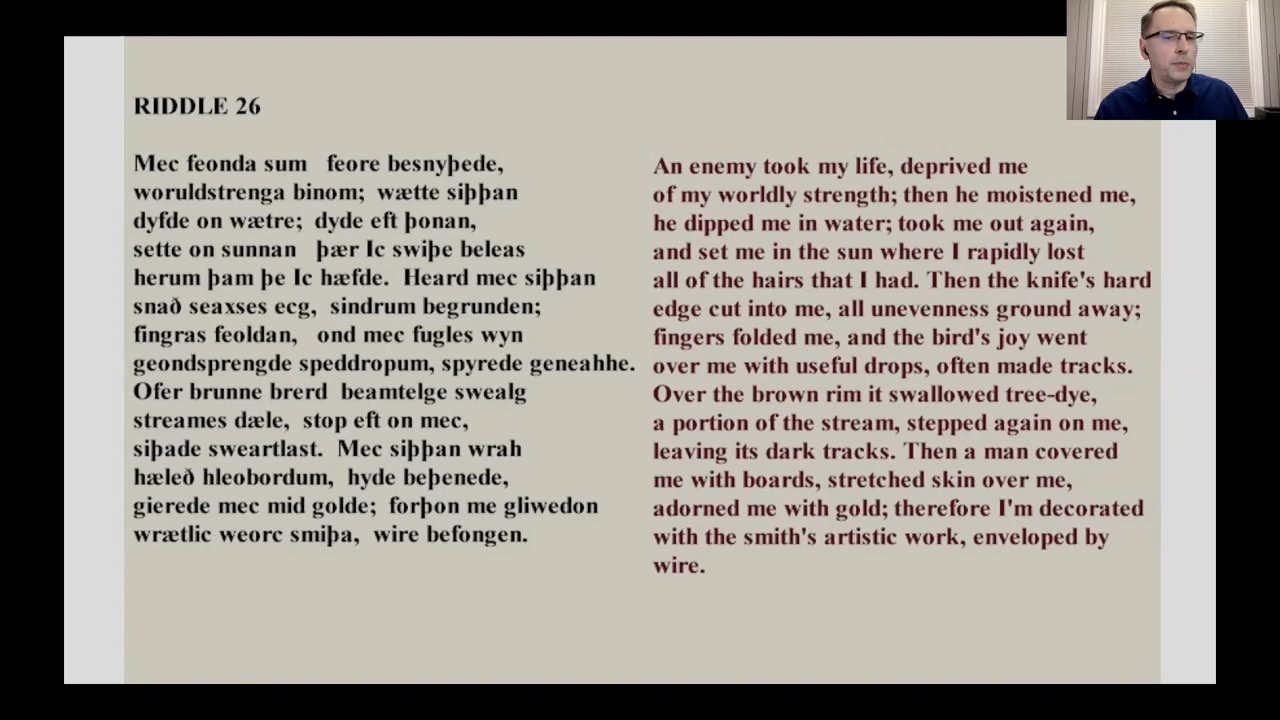 RIDDLE 26
Mec feonda sum feore besnyþede,
woruldstrenga binom; wætte siþþan
dyfde on wætre; dyde eft þonan,
sette on sunnan þær Ic swiþe beleas
herum þam þe Ic hæfde. Heard mec siþþan
snað seaxses ecg, sindrum begrunden;
fingras feoldan, ond mec fugles wyn
geondsprengde speddropum, spyrede geneahhe.
Ofer brunne brerd beamtelge swealg
streames dæle, stop eft on mec,
siþade sweartlast. Mec siþþan wrah
hæleð hleobordum, hyde beþenede,
gierede mec mid golde; forþon me gliwedon
wrætlic weorc smiþa, wire befongen.
An enemy took my life, deprived me
of my worldly strength; then he moistened me,
he dipped me in water; took me out again,
and set me in the sun where I rapidly lost
all of the hairs that I had. Then the knife's hard
edge cut into me, all unevenness ground away;
fingers folded me, and the bird's joy went
over me with useful drops, often made tracks.
Over the brown rim it swallowed tree-dye,
a portion of the stream, stepped again on me,
leaving its dark tracks. Then a man covered
me with boards, stretched skin over me,
adorned me with gold; therefore I'm decorated
with the smith's artistic work, enveloped by
wire.